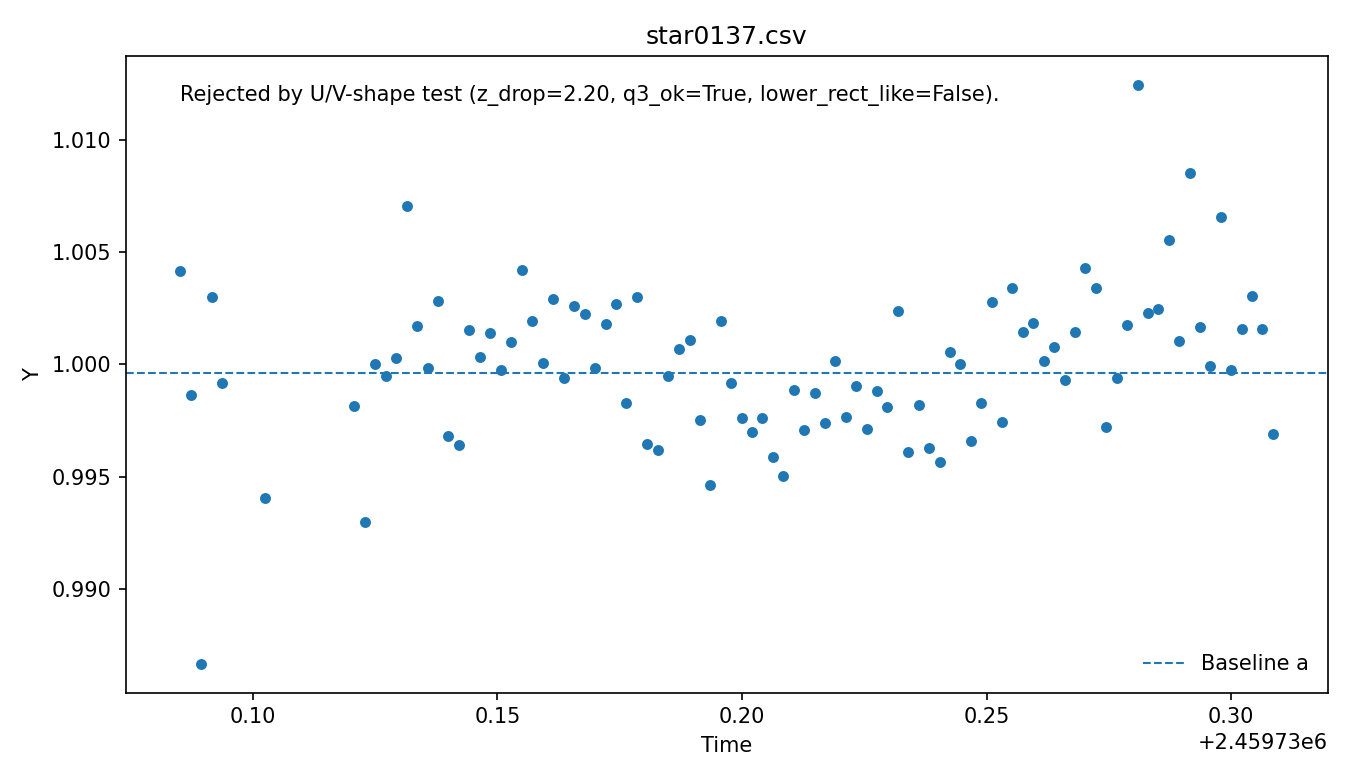 star0137.csv
Rejected by U/V-shape test (z_drop=2.20, q3_ok=True, lower_rect_like=False).
1.010
1.005
1.000
0.995
0.990
Y
Baseline a
0.10 0.15 0.20 0.25 0.30
Time
+2.45973e6